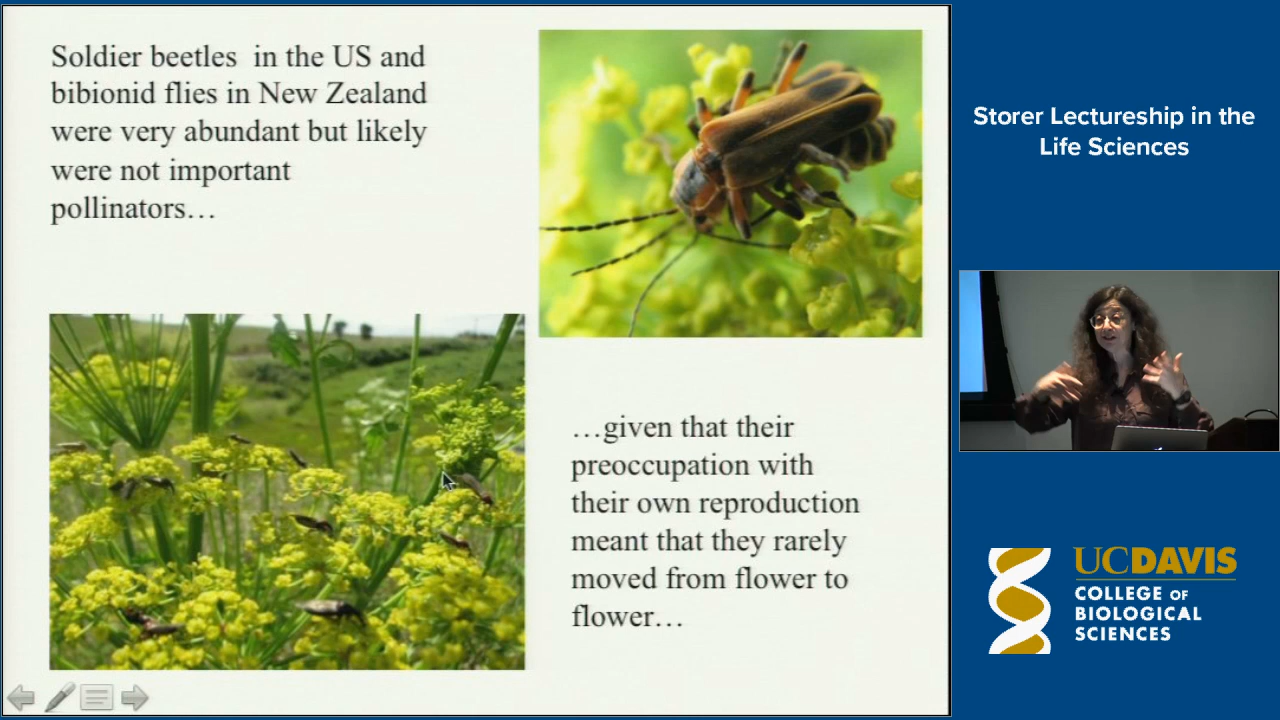 Soldier beetles in the US and
bibionid flies in New Zealand
were very abundant but likely
were not important
pollinators…
…given that their
preoccupation with
their own reproduction
meant that they rarely
moved from flower to
flower…
Storer Lectureship in the
Life Sciences
UCDAVIS
COLLEGE OF
BIOLOGICAL
SCIENCES